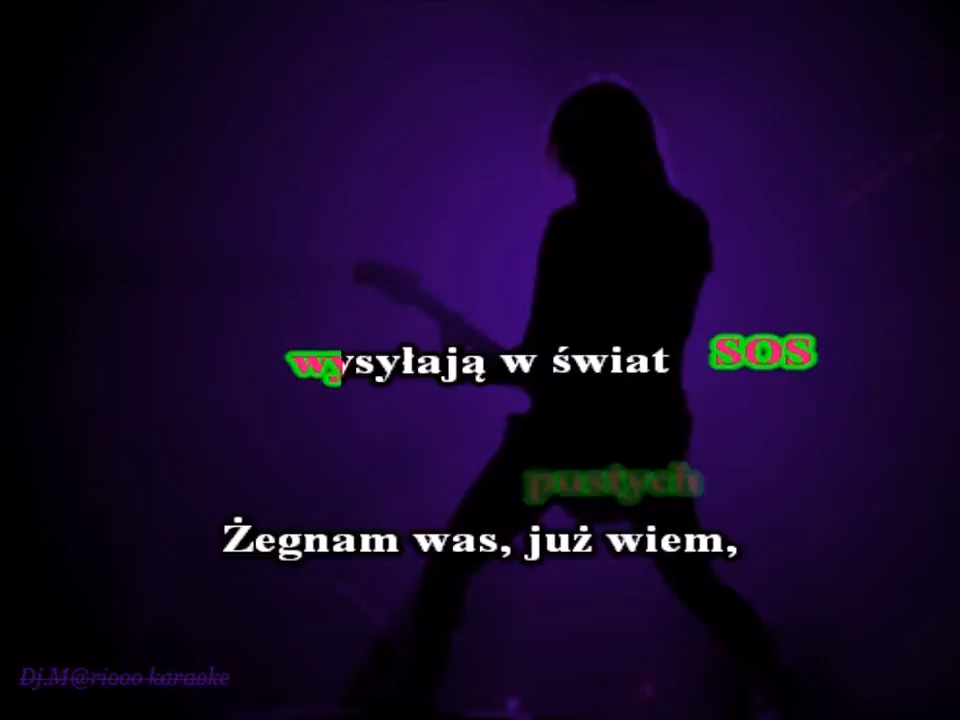 wysyłają w świat SOS
pustych
Żegnam was, już wiem,
Dj.M@riooo karaoke